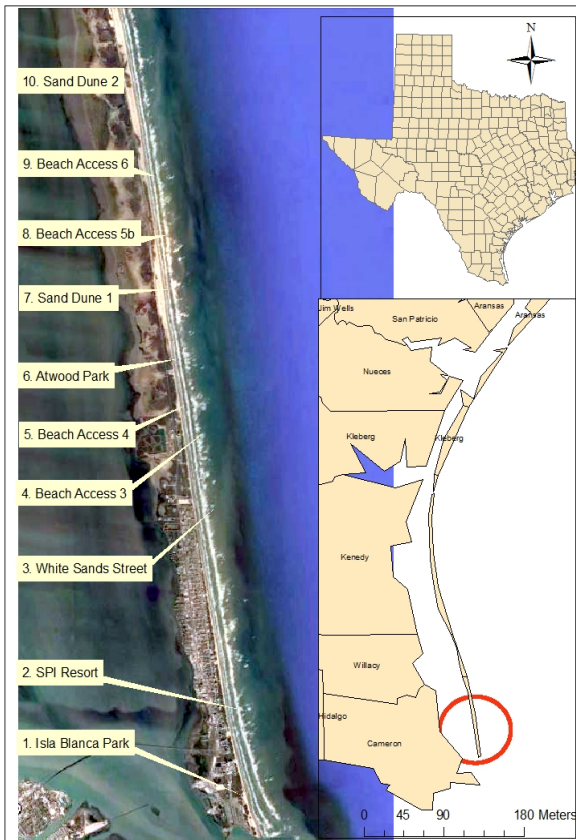 10. Sand Dune 2
9. Beach Access 6
8. Beach Access 5b
7. Sand Dune 1
6. Atwood Park
5. Beach Access 4
4. Beach Access 3
3. White Sands Street
2. SPI Resort
1. Isla Blanca Park
N
Jim Wells
San Patricio
Aransas
Aransas
Nueces
Kleberg
Kleberg
Kenedy
Willacy
Hidalgo
Cameron
0 45 90 180 Meters